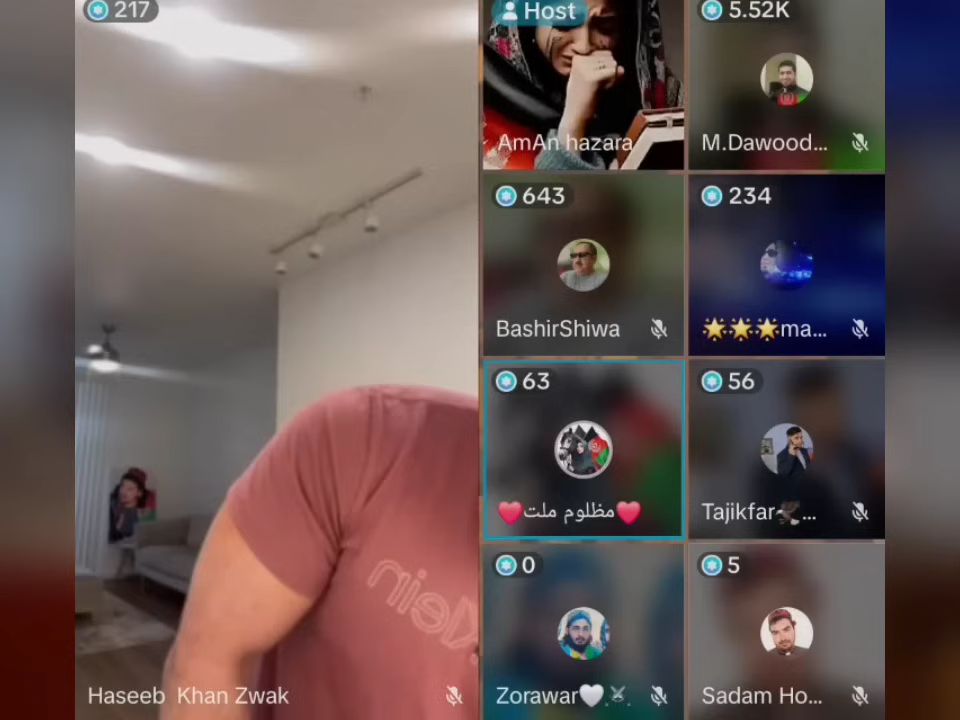 217
Host
5.52K
AmAn hazara
M.Dawood...
643
234
BashirShiwa
🌟🌟🌟ma...
63
56
❤️مظلوم ملت❤️
Tajikfar...
0
5
Haseeb Khan Zwak
Zorawar🤍
Sadam Ho...